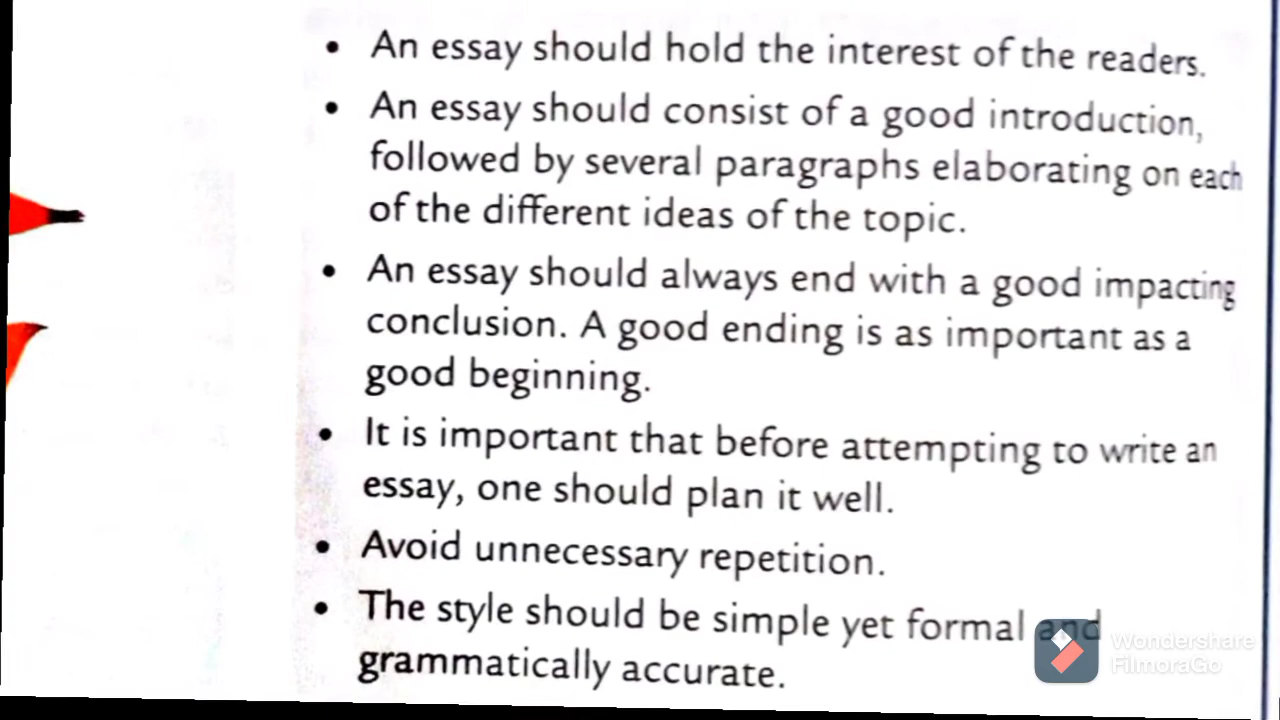 • An essay should hold the interest of the readers.
• An essay should consist of a good introduction,
followed by several paragraphs elaborating on each
of the different ideas of the topic.
• An essay should always end with a good impacting
conclusion. A good ending is as important as a
good beginning.
• It is important that before attempting to write an
essay, one should plan it well.
• Avoid unnecessary repetition.
• The style should be simple yet formal and
grammatically accurate.
Wondershare
FilmoraGo